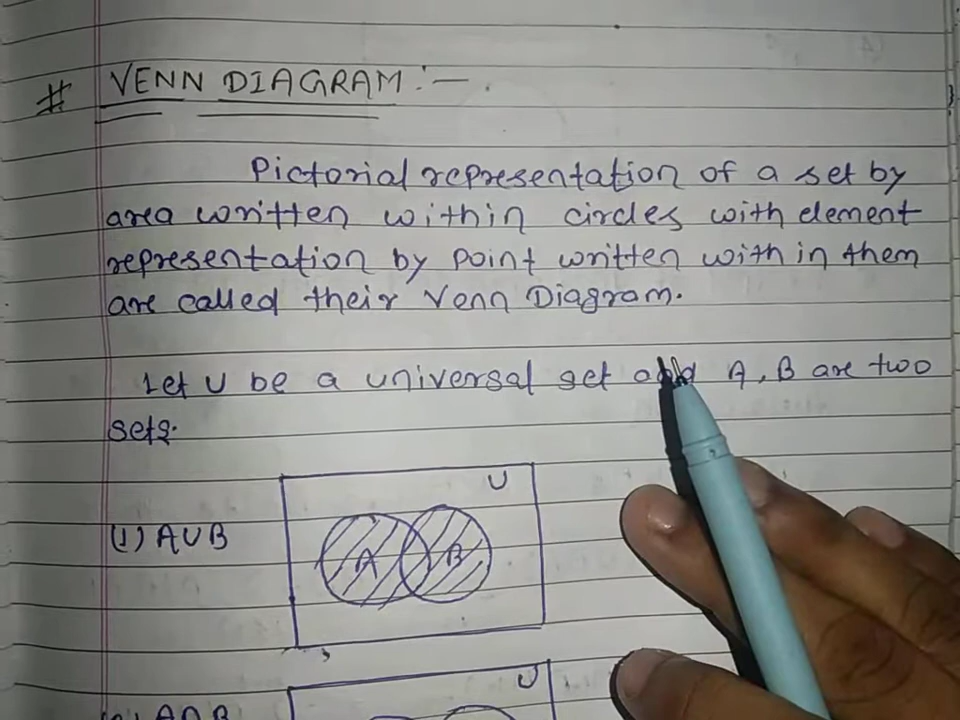 # VENN DIAGRAM :-
Pictorial representation of a set by
area written within circles with element
representation by point written with in them
are called their Venn Diagram.
Let U be a universal set and A, B are two
sets.
U
(1) A∪B
A B
U
A∩B